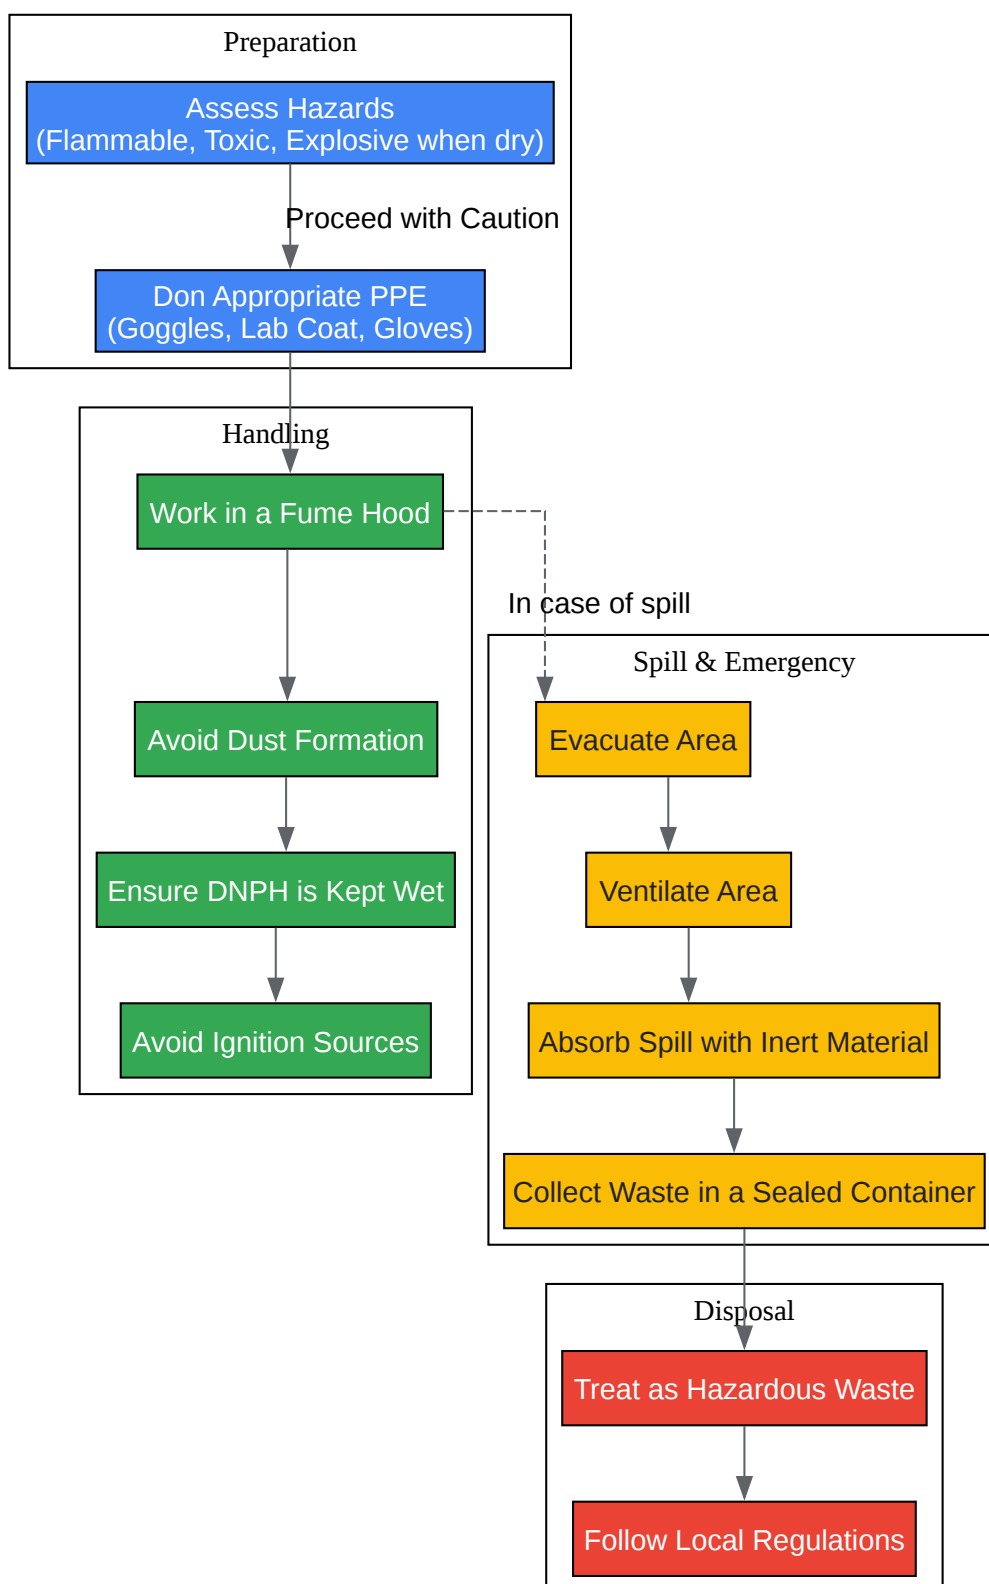 Preparation
Assess Hazards
(Flammable, Toxic, Explosive when dry)
Proceed with Caution
Don Appropriate PPE
(Goggles, Lab Coat, Gloves)
Handling
Work in a Fume Hood
Avoid Dust Formation
Ensure DNPH is Kept Wet
Avoid Ignition Sources
In case of spill
Spill & Emergency
Evacuate Area
Ventilate Area
Absorb Spill with Inert Material
Collect Waste in a Sealed Container
Disposal
Treat as Hazardous Waste
Follow Local Regulations